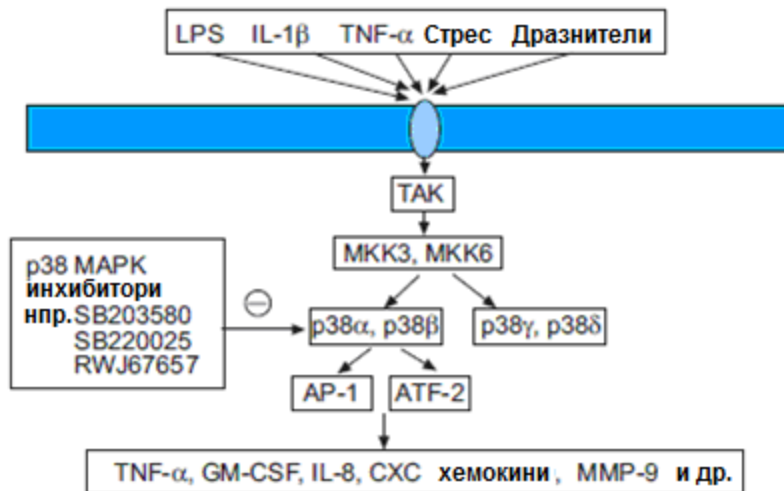 LPS IL-1β TNF-α Стрес Дразнители
TAK
MKK3, MKK6
p38 MAPK
инхибитори
нпр.SB203580
SB220025
RWJ67657
p38α, p38β
p38γ, p38δ
AP-1
ATF-2
TNF-α, GM-CSF, IL-8, CXC хемокини, MMP-9 и др.